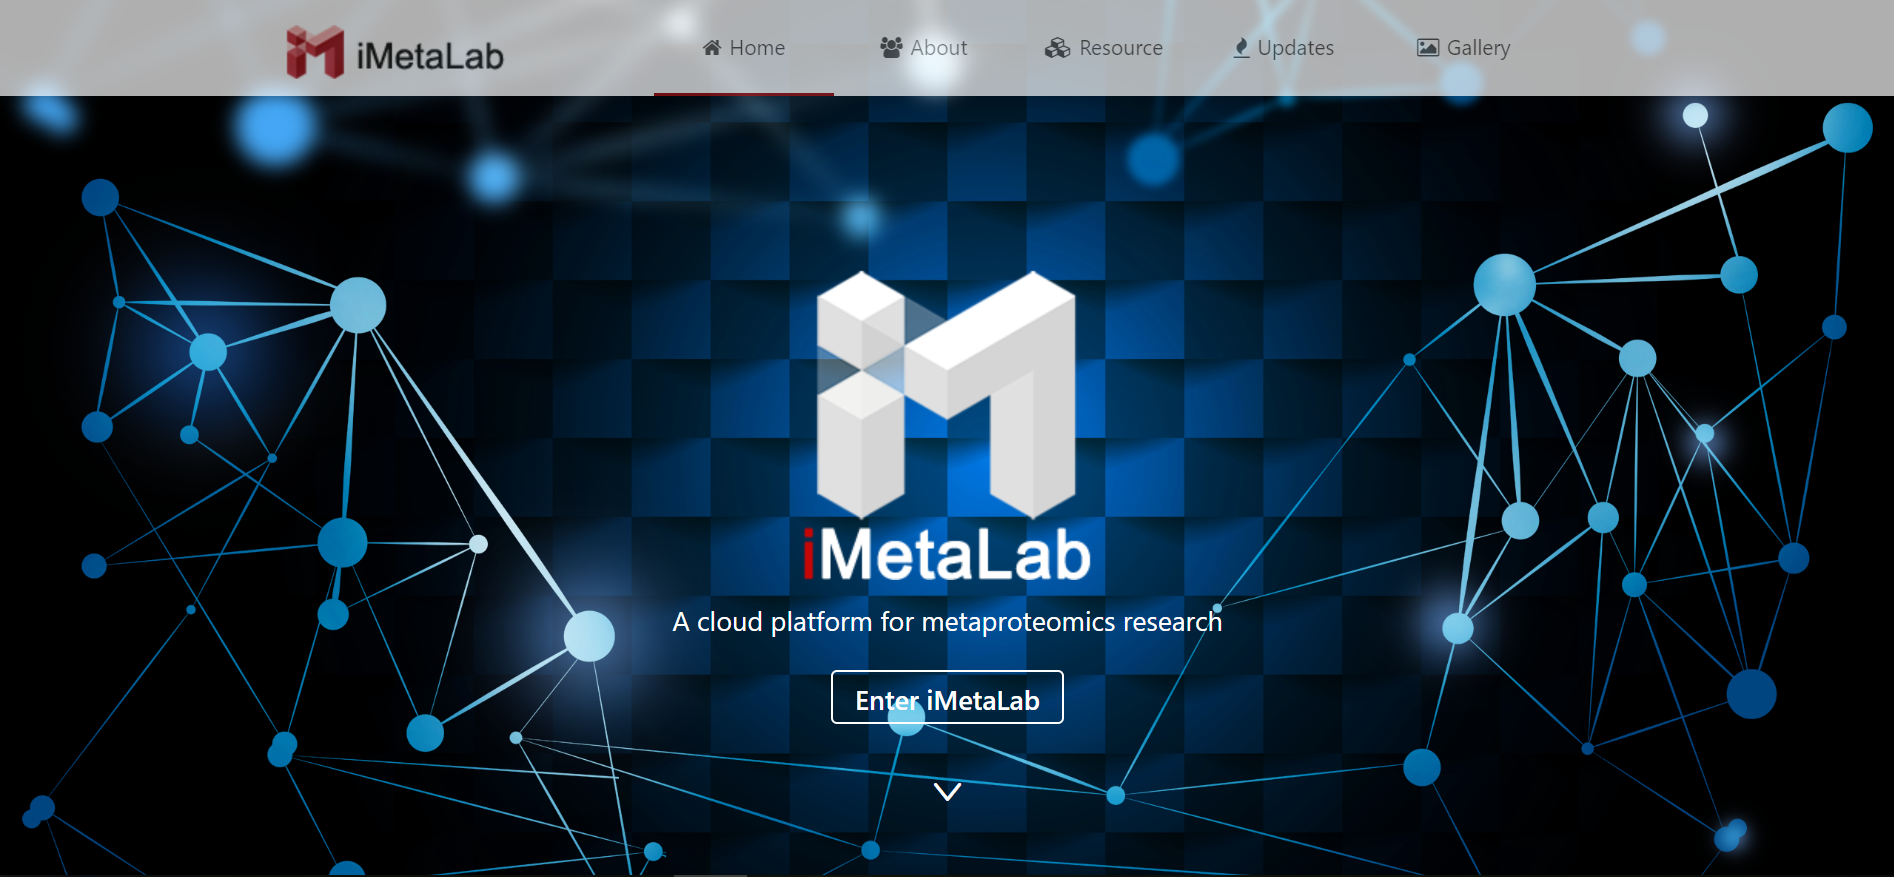 iMetaLab
Home
About
Resource
Updates
Gallery
iMetaLab
A cloud platform for metaproteomics research
Enter iMetaLab